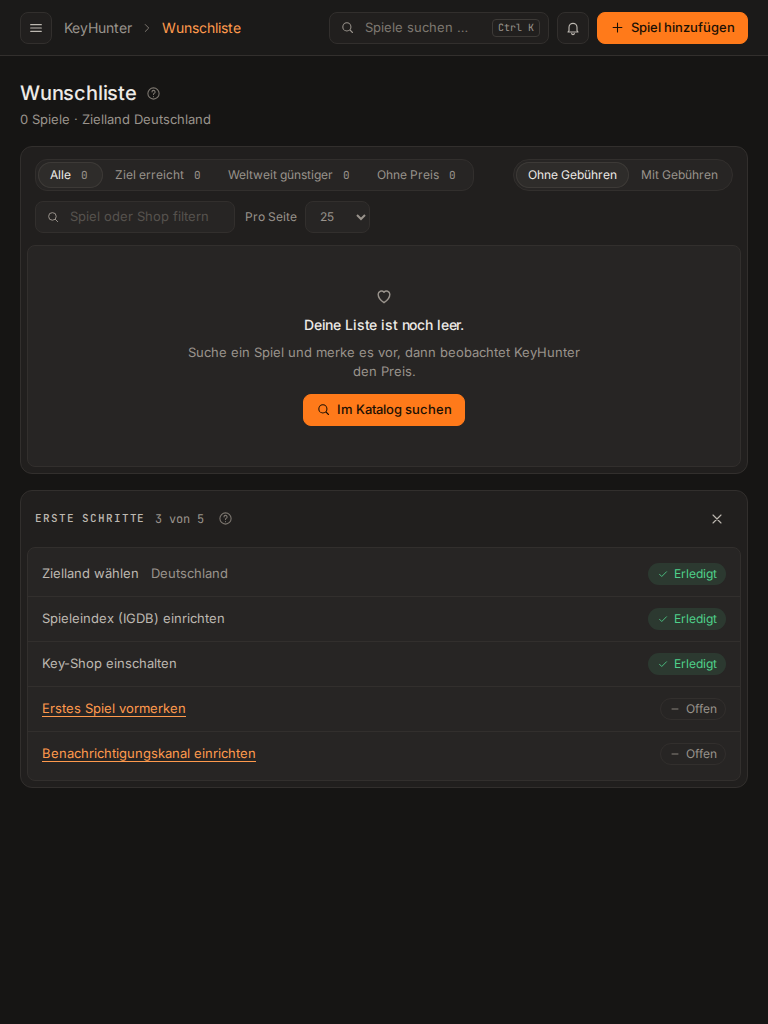 KeyHunter > Wunschliste
Spiele suchen ... Ctrl K
Spiel hinzufügen
Wunschliste
0 Spiele · Zielland Deutschland
Alle 0 Ziel erreicht 0 Weltweit günstiger 0 Ohne Preis 0
Ohne Gebühren Mit Gebühren
Spiel oder Shop filtern Pro Seite 25
Deine Liste ist noch leer.
Suche ein Spiel und merke es vor, dann beobachtet KeyHunter
den Preis.
Im Katalog suchen
ERSTE SCHRITTE 3 von 5
Zielland wählen Deutschland Erledigt
Spieleindex (IGDB) einrichten Erledigt
Key-Shop einschalten Erledigt
Erstes Spiel vormerken Offen
Benachrichtigungskanal einrichten Offen